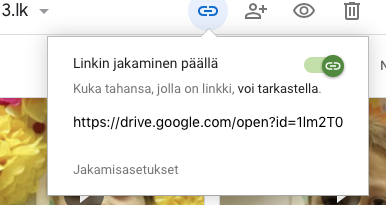 3.lk
Linkin jakaminen päällä
Kuka tahansa, jolla on linkki, voi tarkastella.
https://drive.google.com/open?id=1lm2T0
Jakamisasetukset
N